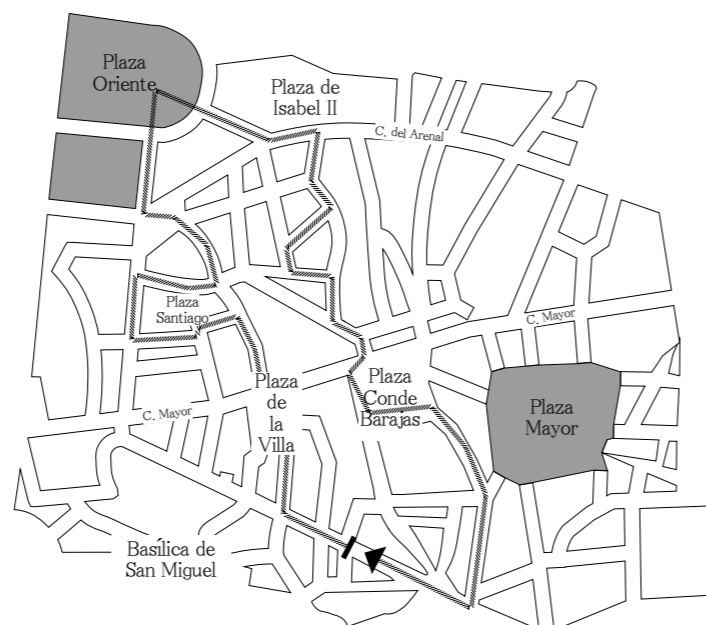 Plaza
Oriente
Plaza de
Isabel II
C. del Arenal
Plaza
Santiago
C. Mayor
Plaza
Conde
Barajas
Plaza
Mayor
Plaza
de
la
Villa
C. Mayor
Basílica de
San Miguel